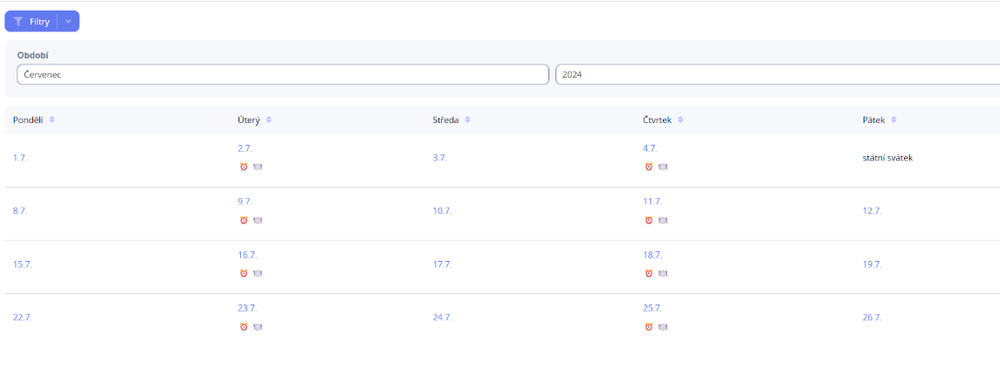 Filtry
Období
Červenec 2024
Pondělí Úterý Středa Čtvrtek Pátek
1.7. 2.7. 3.7. 4.7. státní svátek
8.7. 9.7. 10.7. 11.7. 12.7.
15.7. 16.7. 17.7. 18.7. 19.7.
22.7. 23.7. 24.7. 25.7. 26.7.